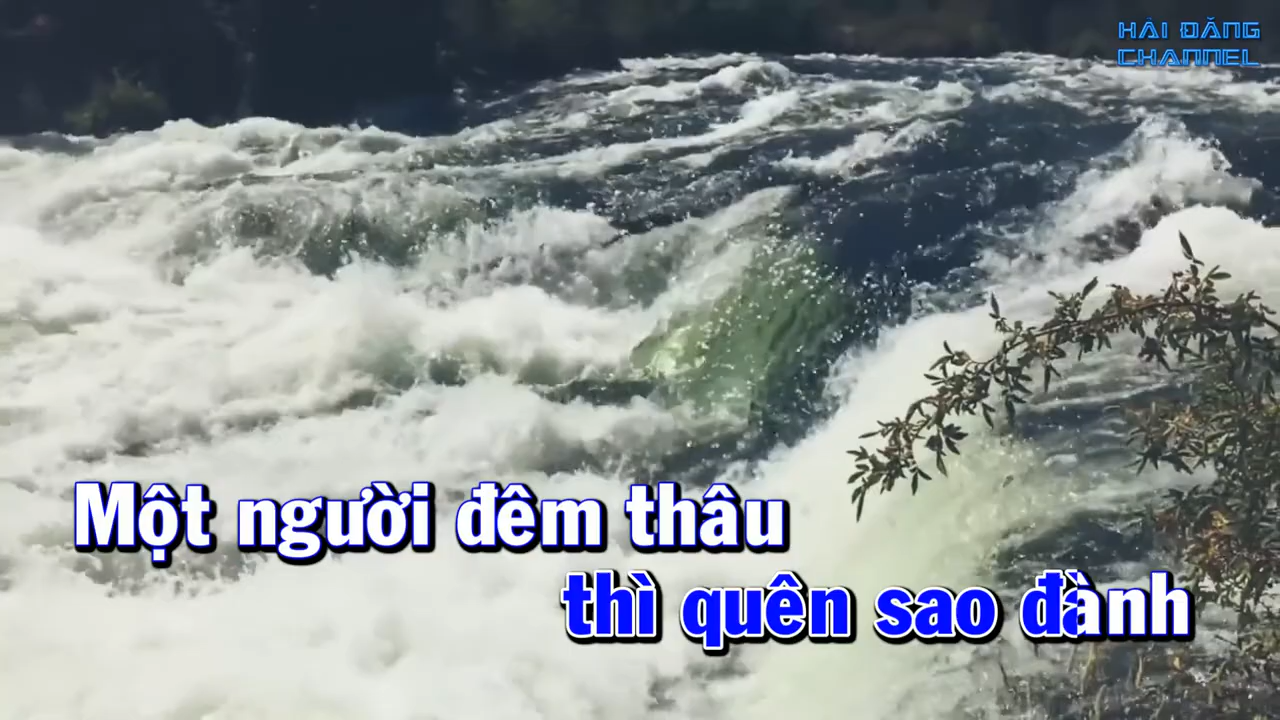 HẢI ĐĂNG
CHANNEL
Một người đêm thâu
thì quên sao đành